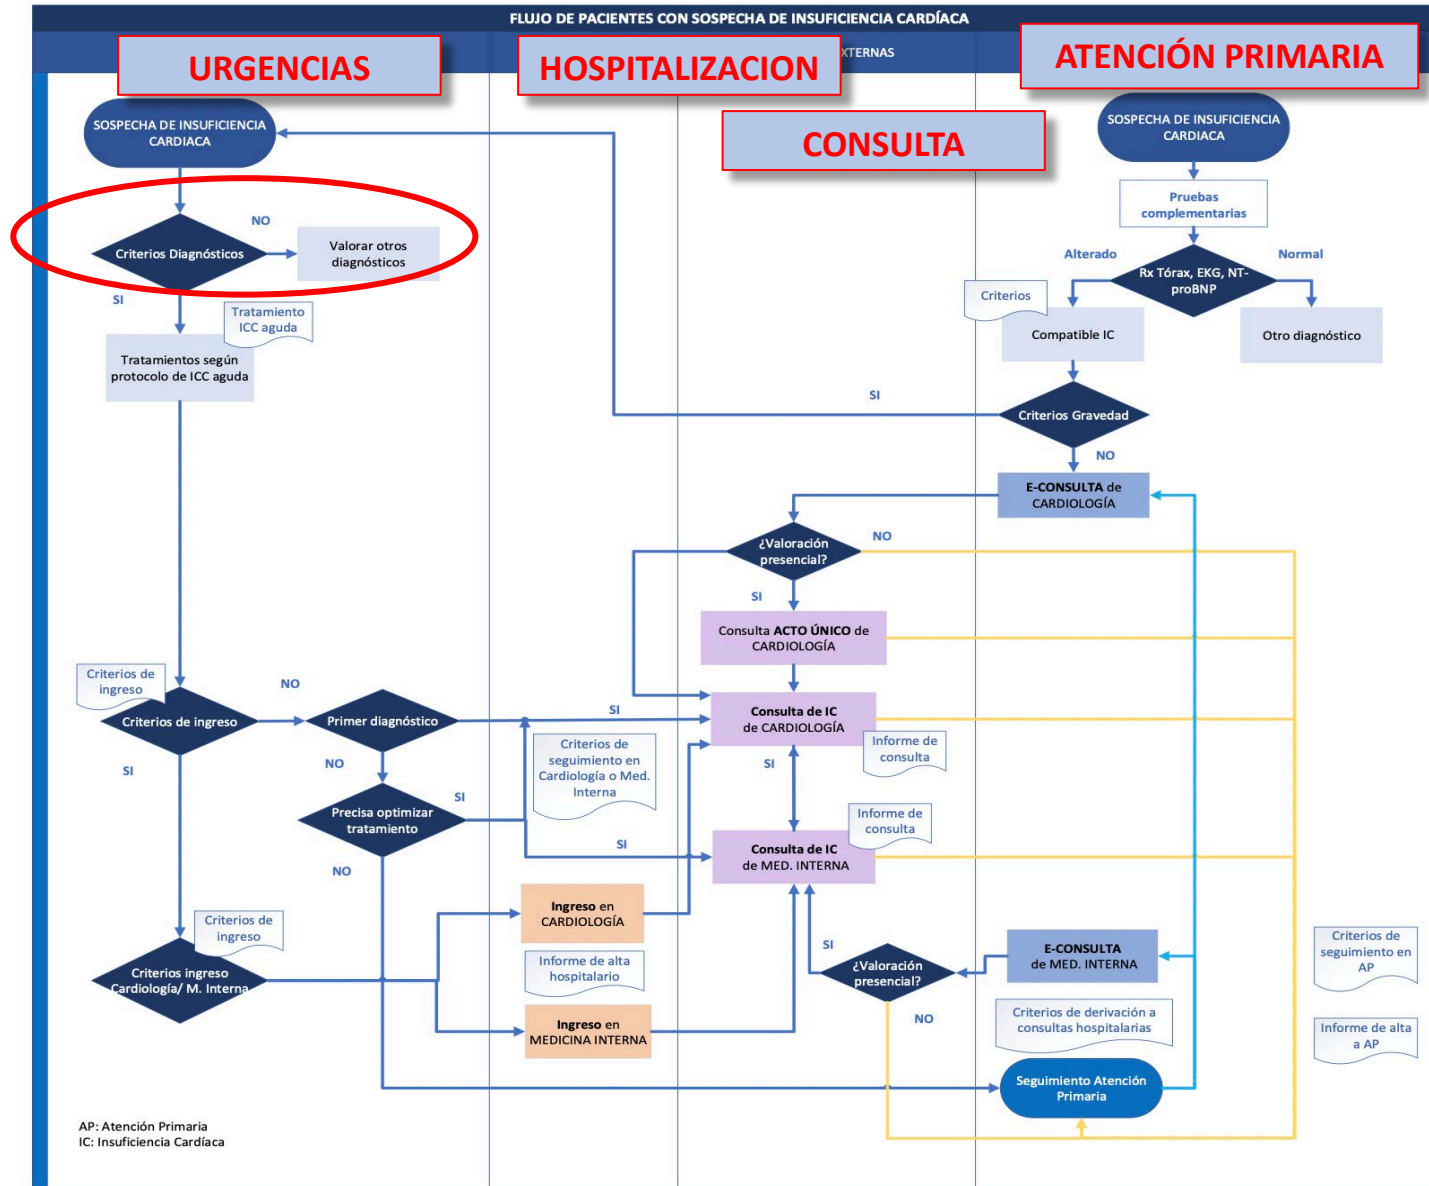 FLUJO DE PACIENTES CON SOSPECHA DE INSUFICIENCIA CARDÍACA
URGENCIAS
HOSPITALIZACION
XTERNAS
ATENCIÓN PRIMARIA
CONSULTA
SOSPECHA DE INSUFICIENCIA
CARDIACA
NO
Criterios Diagnósticos
Valorar otros
diagnósticos
SI
Tratamiento
ICC aguda
Tratamientos según
protocolo de ICC aguda
SOSPECHA DE INSUFICIENCIA
CARDIACA
Pruebas
complementarias
Alterado
Normal
Rx Tórax, EKG, NT-
proBNP
Criterios
Compatible IC
Otro diagnóstico
SI
Criterios Gravedad
NO
E-CONSULTA de
CARDIOLOGÍA
¿Valoración
presencial?
NO
SI
Consulta ACTO ÚNICO de
CARDIOLOGÍA
Criterios de
ingreso
Criterios de ingreso
NO
Primer diagnóstico
SI
Consulta de IC
de CARDIOLOGÍA
Informe de
consulta
SI
NO
Criterios de
seguimiento en
Cardiología o Med.
Interna
SI
SI
Precisa optimizar
tratamiento
Informe de
consulta
SI
Consulta de IC
de MED. INTERNA
NO
Ingreso en
CARDIOLOGÍA
Criterios de
ingreso
Criterios ingreso
Cardiología/ M. Interna
Informe de alta
hospitalario
Ingreso en
MEDICINA INTERNA
SI
¿Valoración
presencial?
NO
E-CONSULTA
de MED. INTERNA
Criterios de
seguimiento en
AP
Criterios de derivación a
consultas hospitalarias
Informe de alta
a AP
Seguimiento Atención
Primaria
AP: Atención Primaria
IC: Insuficiencia Cardíaca